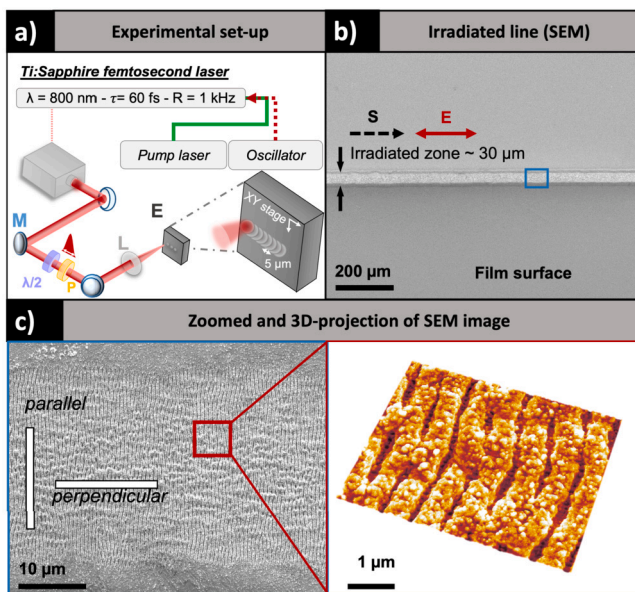 a)
Experimental set-up
Ti:Sapphire femtosecond laser
λ = 800 nm - τ= 60 fs - R = 1 kHz
Pump laser
Oscillator
M
λ/2
P
L
E
XY stage
5 μm
b)
Irradiated line (SEM)
S
E
Irradiated zone ~ 30 μm
200 μm
Film surface
c)
Zoomed and 3D-projection of SEM image
parallel
perpendicular
10 μm
1 μm